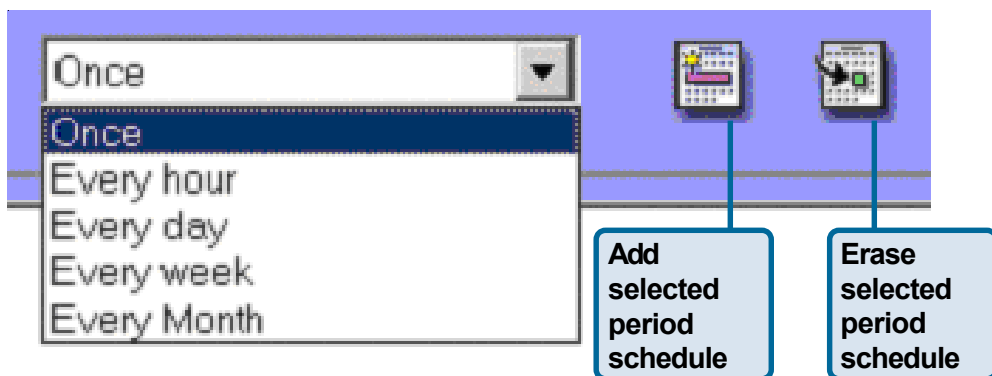 Once
Once
Every hour
Every day
Every week
Every Month
Add
selected
period
schedule
Erase
selected
period
schedule